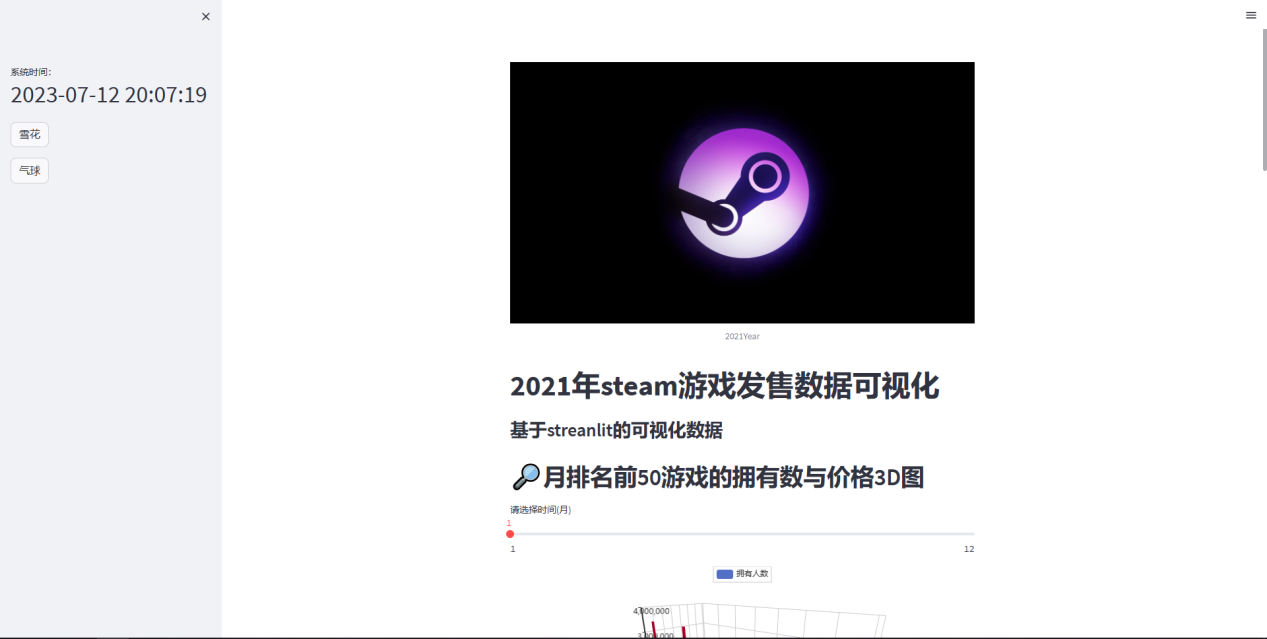 系统时间:
2023-07-12 20:07:19
雪花
气球
2021Year
2021年steam游戏发售数据可视化
基于streanlit的可视化数据
🔎月排名前50游戏的拥有数与价格3D图
请选择时间(月)
1
1 12
拥有人数
4,000,000
3,000,000